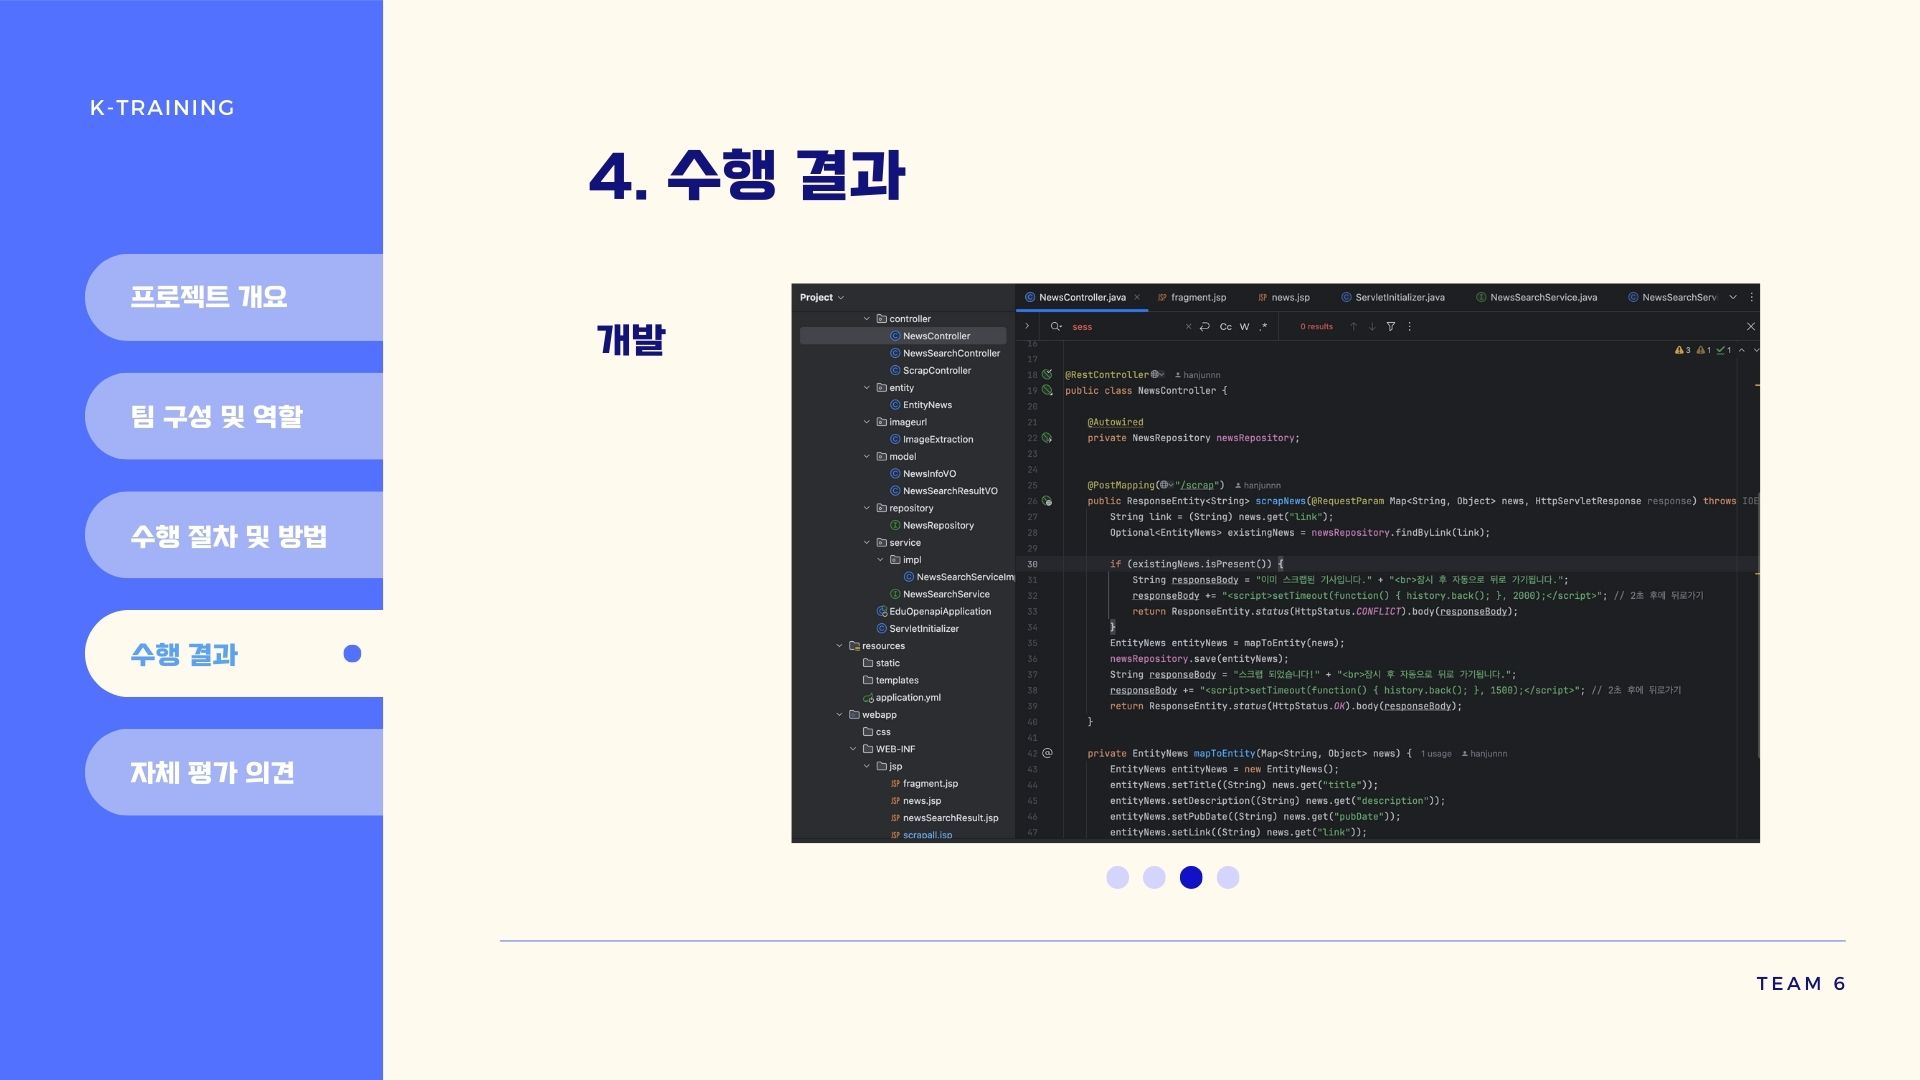 K-TRAINING
프로젝트 개요
팀 구성 및 역할
수행 절차 및 방법
수행 결과
자체 평가 의견
4. 수행 결과
개발
Project
controller
NewsController
NewsSearchController
ScrapController
entity
EntityNews
imageurl
ImageExtraction
model
NewsInfoVO
NewsSearchResultVO
repository
NewsRepository
service
impl
NewsSearchServiceIm
NewsSearchService
EduOpenapiApplication
ServletInitializer
resources
static
templates
application.yml
webapp
css
WEB-INF
jsp
fragment.jsp
news.jsp
newsSearchResult.jsp
scrapall.jsp
NewsController.java fragment.jsp news.jsp ServletInitializer.java NewsSearchService.java NewsSearchServi
sess Cc W .* 0 results
3 1 1
16
17
18 @RestController hanjunnn
19 public class NewsController {
20
21 @Autowired
22 private NewsRepository newsRepository;
23
24
25 @PostMapping("/scrap") hanjunnn
26 public ResponseEntity<String> scrapNews(@RequestParam Map<String, Object> news, HttpServletResponse response) throws IOE
27 String link = (String) news.get("link");
28 Optional<EntityNews> existingNews = newsRepository.findByLink(link);
29
30 if (existingNews.isPresent()) {
31 String responseBody = "이미 스크랩된 기사입니다." + "<br>잠시 후 자동으로 뒤로 가기됩니다.";
32 responseBody += "<script>setTimeout(function() { history.back(); }, 2000);</script>"; // 2초 후에 뒤로가기
33 return ResponseEntity.status(HttpStatus.CONFLICT).body(responseBody);
34 }
35 EntityNews entityNews = mapToEntity(news);
36 newsRepository.save(entityNews);
37 String responseBody = "스크랩 되었습니다!" + "<br>잠시 후 자동으로 뒤로 가기됩니다.";
38 responseBody += "<script>setTimeout(function() { history.back(); }, 1500);</script>"; // 2초 후에 뒤로가기
39 return ResponseEntity.status(HttpStatus.OK).body(responseBody);
40 }
41
42 private EntityNews mapToEntity(Map<String, Object> news) { 1 usage hanjunnn
43 EntityNews entityNews = new EntityNews();
44 entityNews.setTitle((String) news.get("title"));
45 entityNews.setDescription((String) news.get("description"));
46 entityNews.setPubDate((String) news.get("pubDate"));
47 entityNews.setLink((String) news.get("link"));
TEAM 6